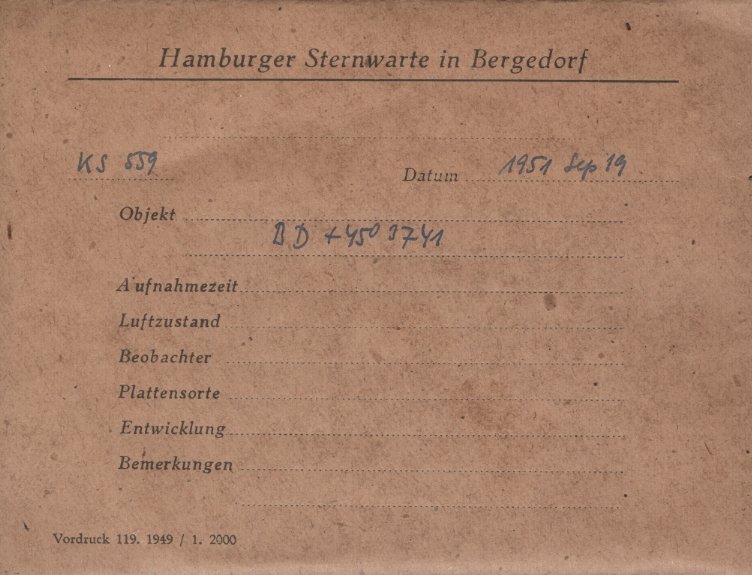 Hamburger Sternwarte in Bergedorf
KS 559 Datum 1951 Sep 19
Objekt
BD +45° 3741
Aufnahmezeit
Luftzustand
Beobachter
Plattensorte
Entwicklung
Bemerkungen
Vordruck 119. 1949 / 1. 2000